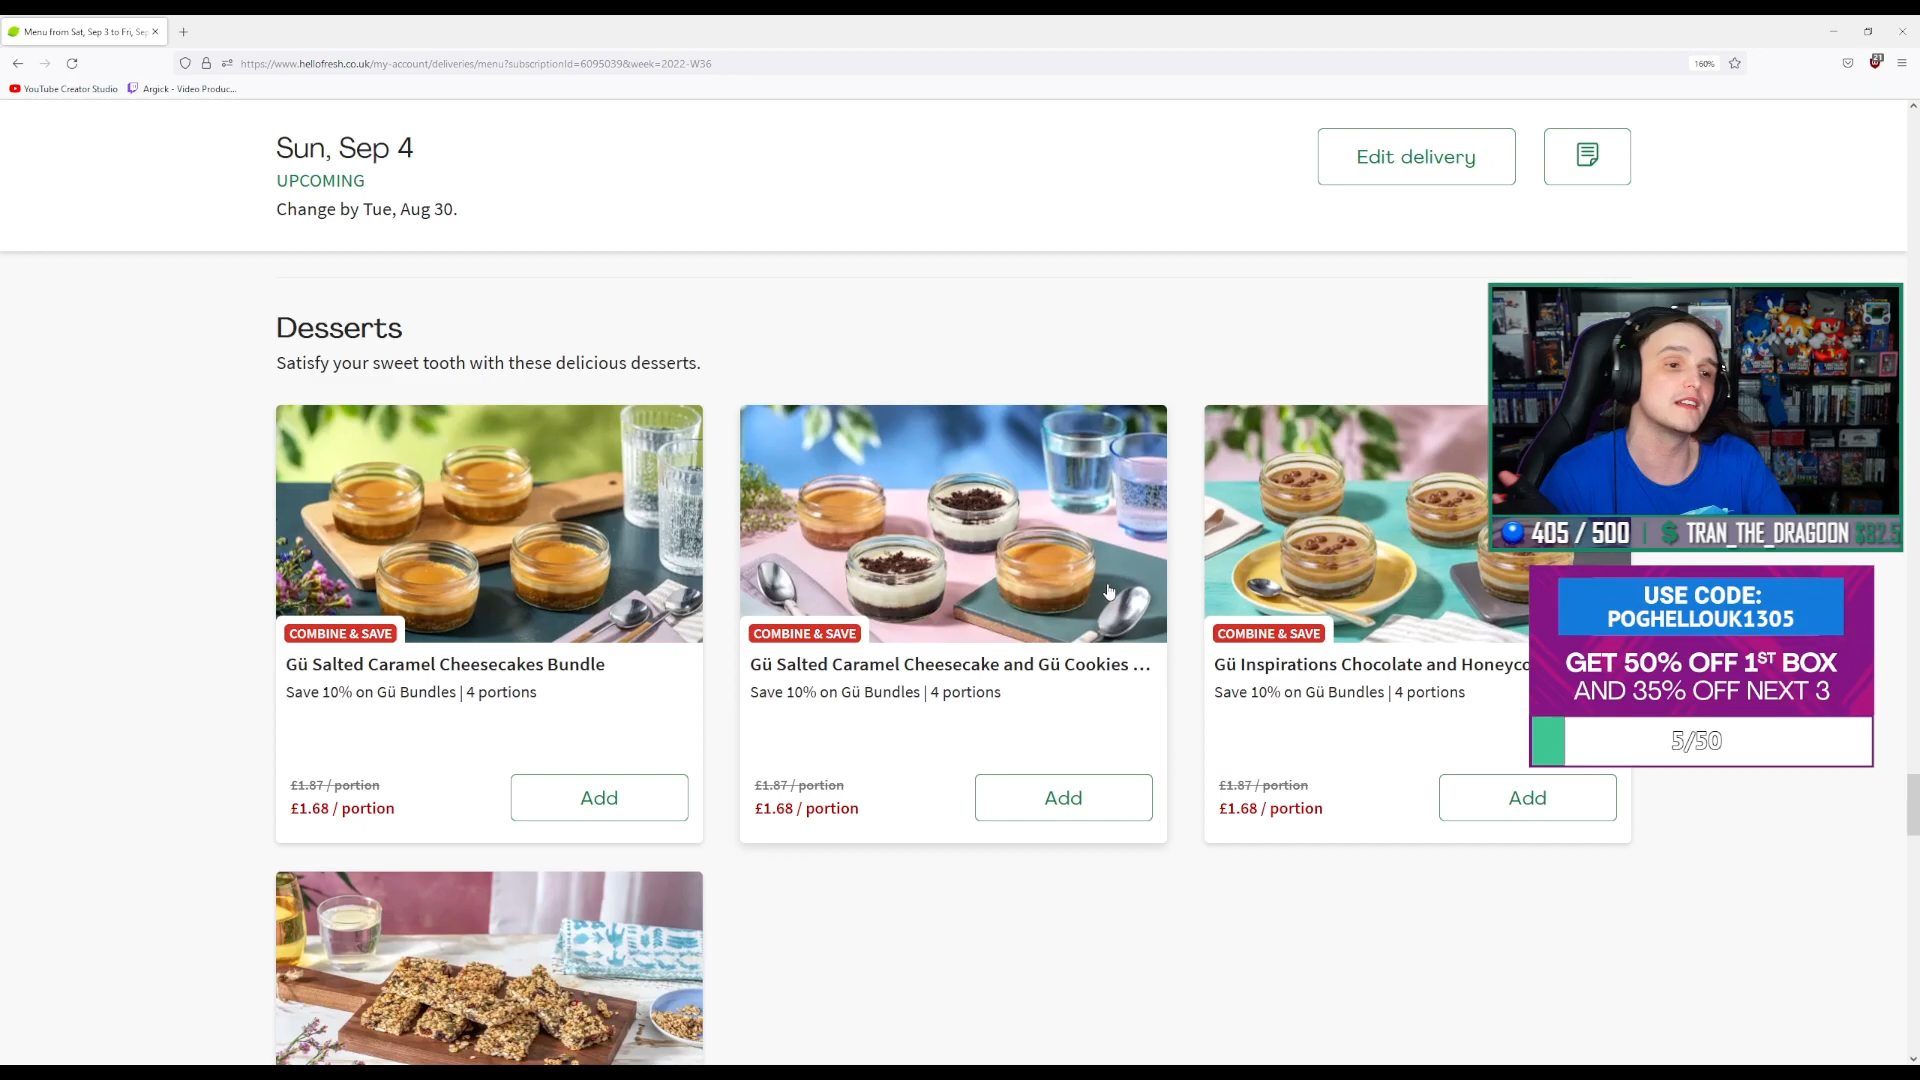 Menu from Sat, Sep 3 to Fri, Sep
https://www.hellofresh.co.uk/my-account/deliveries/menu?subscriptionId=6095039&week=2022-W36
160%
21
YouTube Creator Studio
Argick - Video Produc...
Sun, Sep 4
UPCOMING
Change by Tue, Aug 30.
Edit delivery
Desserts
Satisfy your sweet tooth with these delicious desserts.
405 / 500 | $ TRAN_THE_DRAGOON $82.5
USE CODE:
POGHELLOUK1305
GET 50% OFF 1ST BOX
AND 35% OFF NEXT 3
5/50
COMBINE & SAVE
Gü Salted Caramel Cheesecakes Bundle
Save 10% on Gü Bundles | 4 portions
£1.87 / portion
£1.68 / portion
Add
COMBINE & SAVE
Gü Salted Caramel Cheesecake and Gü Cookies ...
Save 10% on Gü Bundles | 4 portions
£1.87 / portion
£1.68 / portion
Add
COMBINE & SAVE
Gü Inspirations Chocolate and Honeyco
Save 10% on Gü Bundles | 4 portions
£1.87 / portion
£1.68 / portion
Add